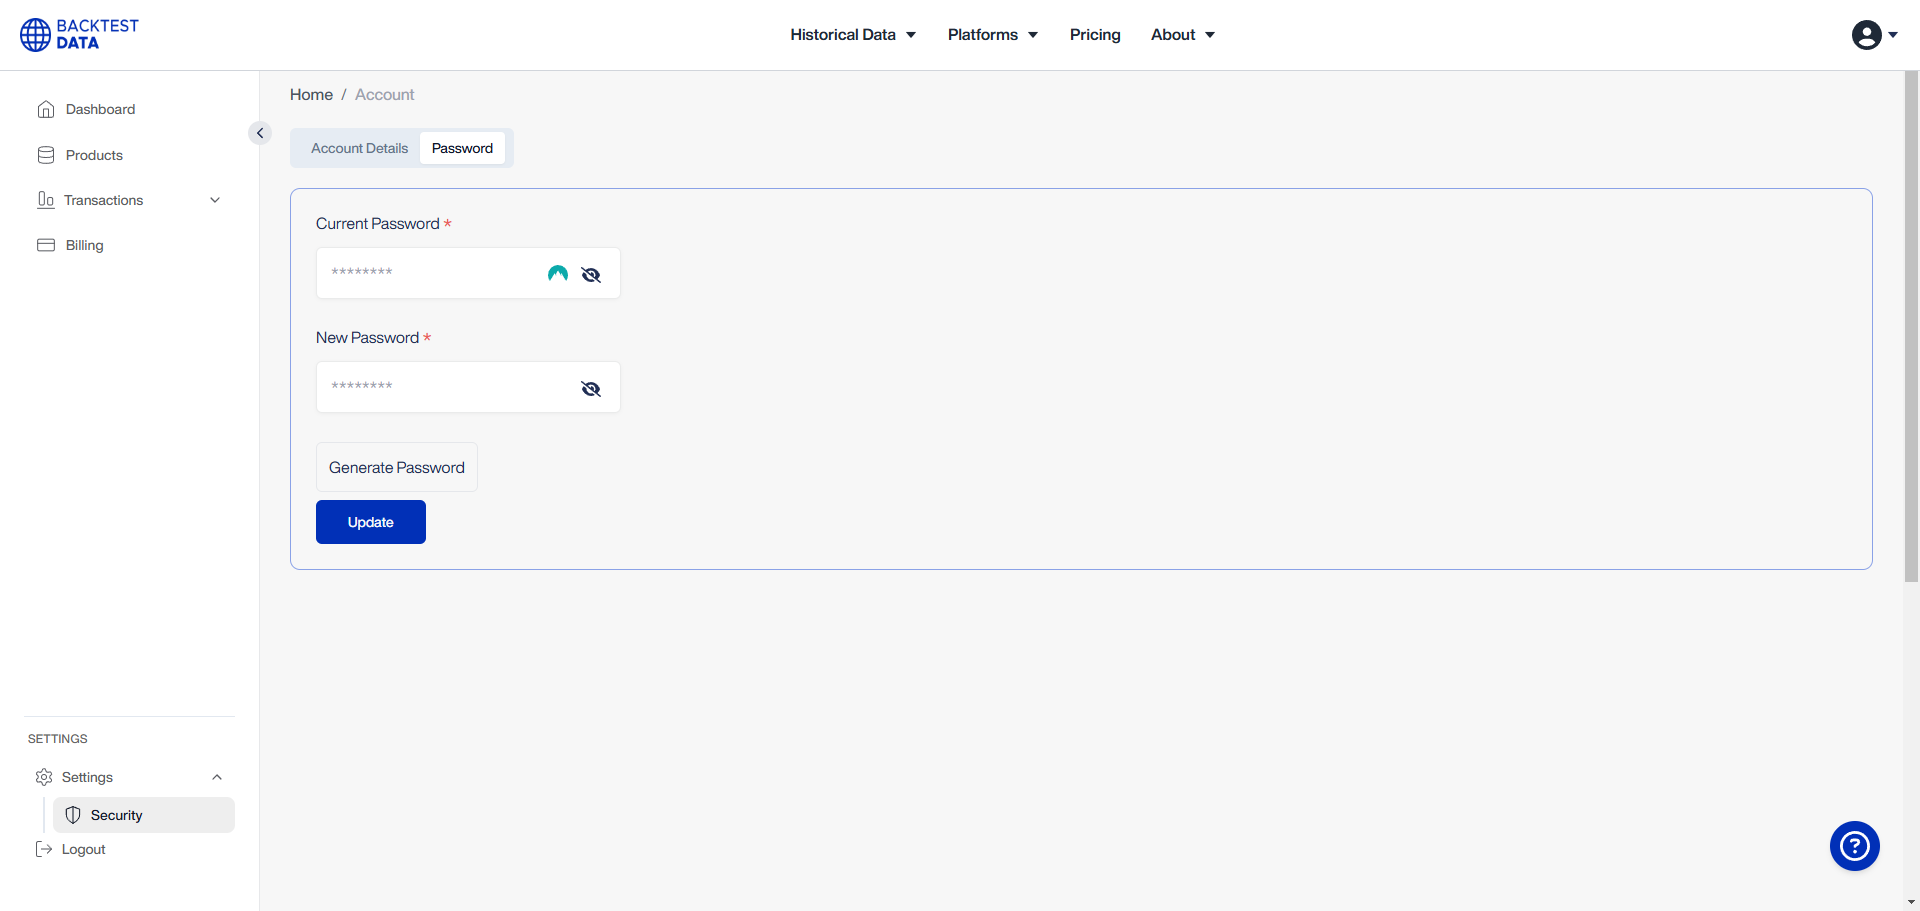 BACKTEST
DATA
Historical Data
Platforms
Pricing
About
Dashboard
Products
Transactions
Billing
SETTINGS
Settings
Security
Logout
Home / Account
Account Details
Password
Current Password *
********
New Password *
********
Generate Password
Update
?